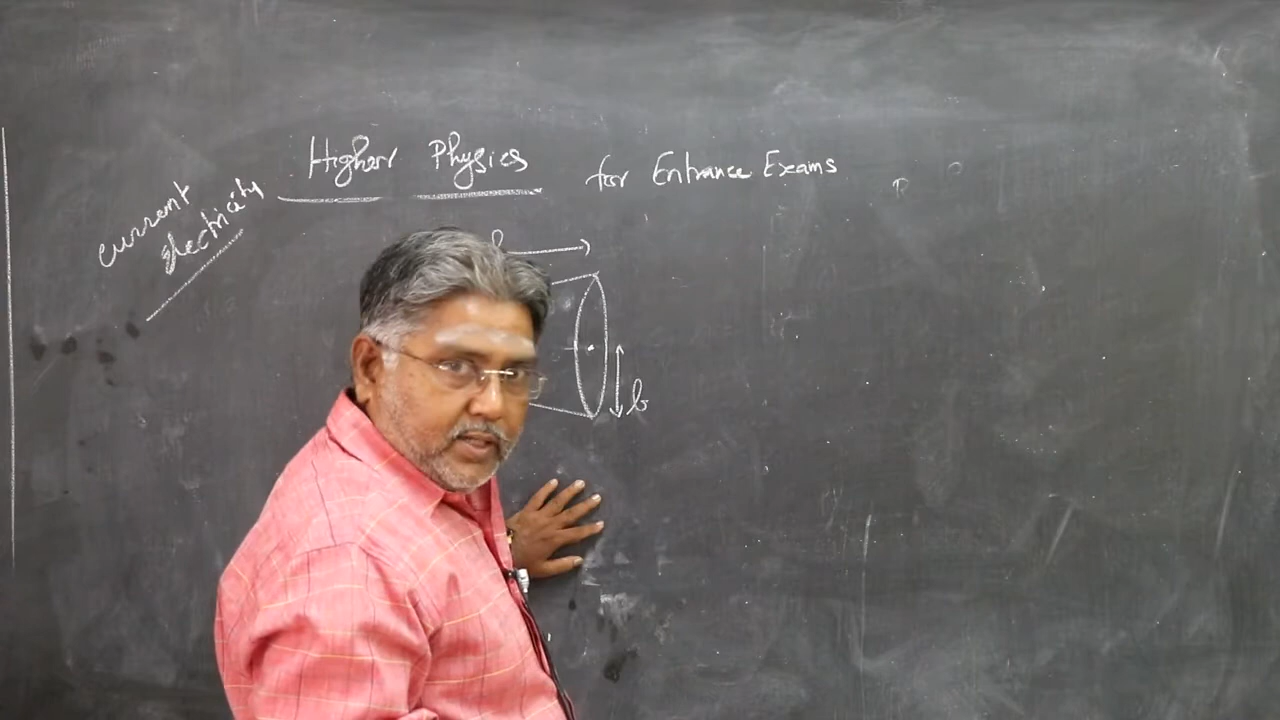 Higher Physics for Entrance Exams
current
electricity
l
b